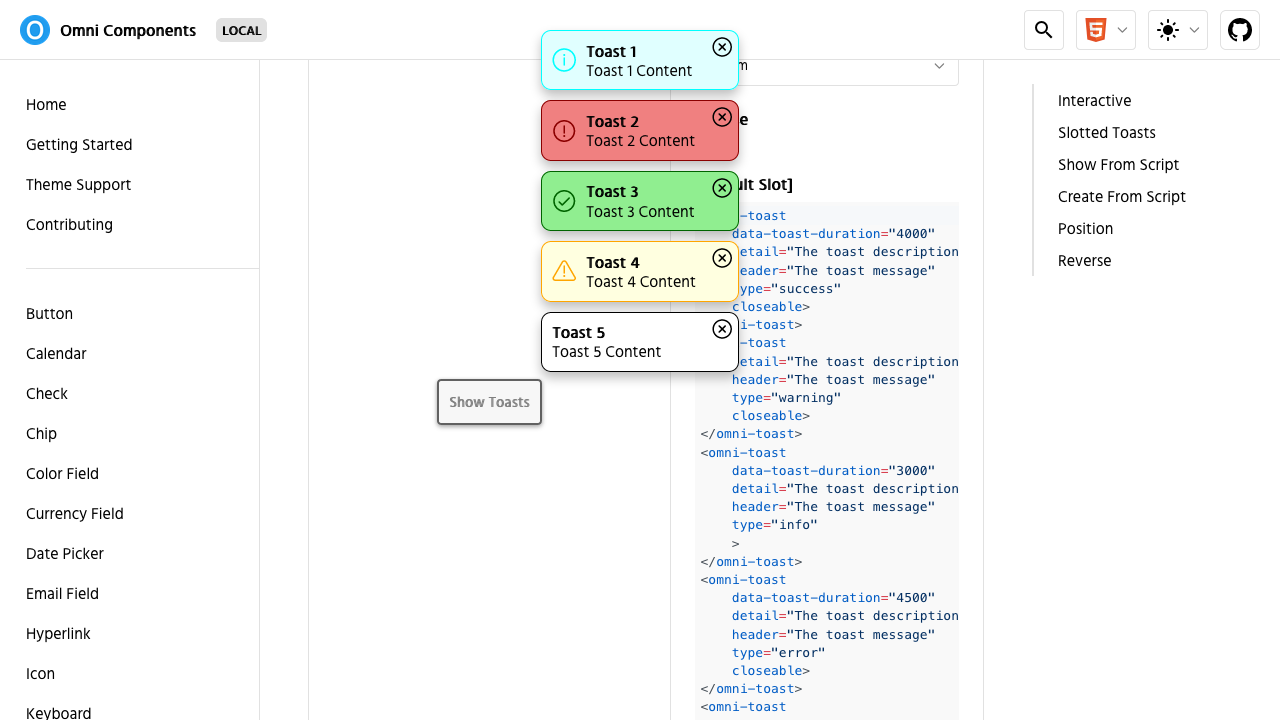 Omni Components
LOCAL
Home
Getting Started
Theme Support
Contributing
Button
Calendar
Check
Chip
Color Field
Currency Field
Date Picker
Email Field
Hyperlink
Icon
Keyboard
Toast 1
Toast 1 Content
Toast 2
Toast 2 Content
Toast 3
Toast 3 Content
Toast 4
Toast 4 Content
Toast 5
Toast 5 Content
Show Toasts
m
e
ult Slot]
-toast
data-toast-duration="4000"
detail="The toast description
header="The toast message"
type="success"
closeable>
ni-toast>
-toast
detail="The toast description
header="The toast message"
type="warning"
closeable>
</omni-toast>
<omni-toast
data-toast-duration="3000"
detail="The toast description
header="The toast message"
type="info"
>
</omni-toast>
<omni-toast
data-toast-duration="4500"
detail="The toast description
header="The toast message"
type="error"
closeable>
</omni-toast>
<omni-toast
Interactive
Slotted Toasts
Show From Script
Create From Script
Position
Reverse